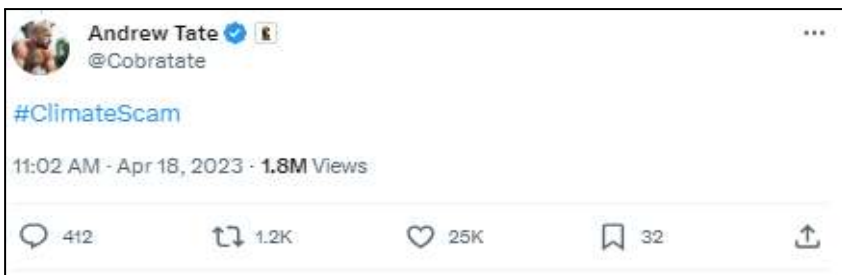 Andrew Tate
@Cobratate
#ClimateScam
11:02 AM · Apr 18, 2023 · 1.8M Views
412 1.2K 25K 32